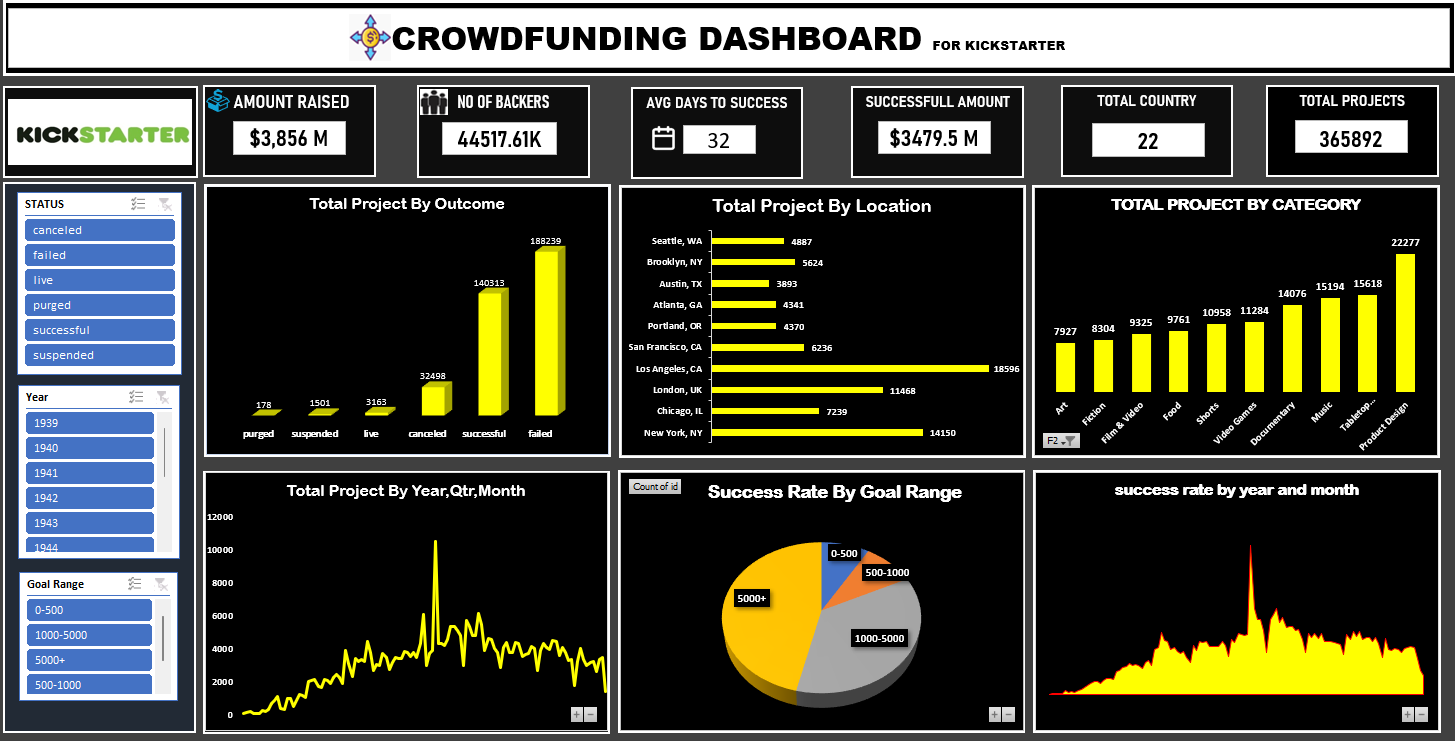 CROWDFUNDING DASHBOARD FOR KICKSTARTER
KICKSTARTER
AMOUNT RAISED
$3,856 M
NO OF BACKERS
44517.61K
AVG DAYS TO SUCCESS
32
SUCCESSFULL AMOUNT
$3479.5 M
TOTAL COUNTRY
22
TOTAL PROJECTS
365892
STATUS
canceled
failed
live
purged
successful
suspended
Year
1939
1940
1941
1942
1943
1944
Goal Range
0-500
1000-5000
5000+
500-1000
Total Project By Outcome
178
1501
3163
32498
140313
188239
purged suspended live canceled successful failed
Total Project By Location
Seattle, WA 4887
Brooklyn, NY 5624
Austin, TX 3893
Atlanta, GA 4341
Portland, OR 4370
San Francisco, CA 6236
Los Angeles, CA 18596
London, UK 11468
Chicago, IL 7239
New York, NY 14150
TOTAL PROJECT BY CATEGORY
7927
8304
9325
9761
10958
11284
14076
15194
15618
22277
Art
Fiction
Film & Video
Food
Shorts
Video Games
Documentary
Music
Tabletop...
Product Design
F2
Total Project By Year,Qtr,Month
12000
10000
8000
6000
4000
2000
0
+ −
Count of id
Success Rate By Goal Range
0-500
500-1000
5000+
1000-5000
+ −
success rate by year and month
+ −